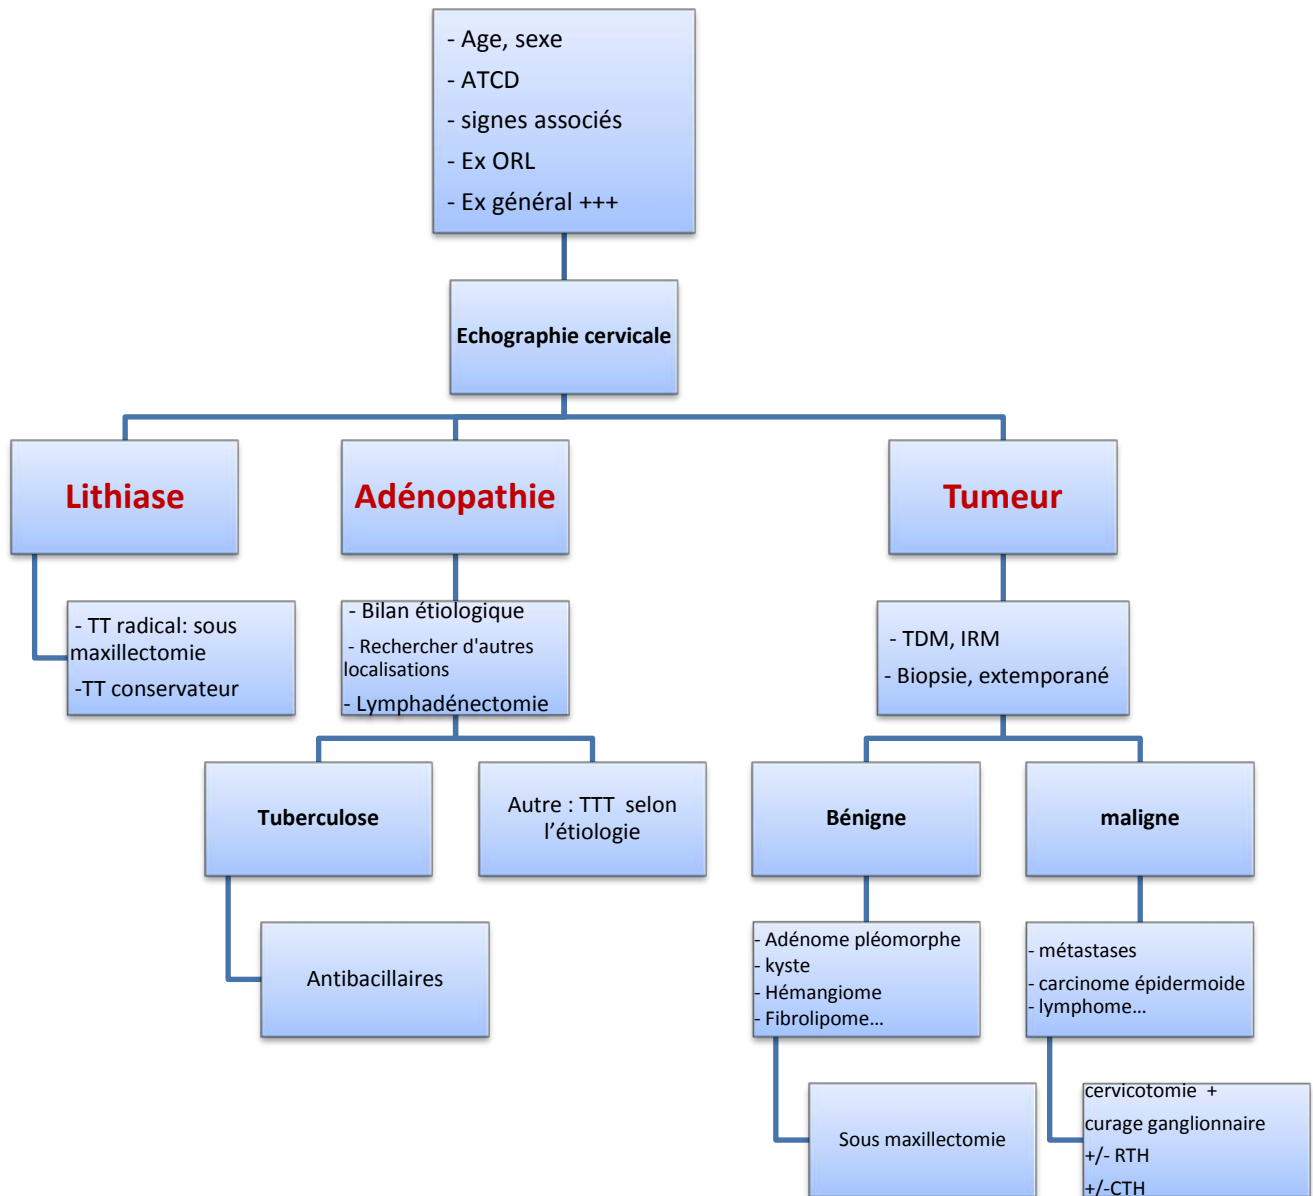 - Age, sexe
- ATCD
- signes associés
- Ex ORL
- Ex général +++
Echographie cervicale
Lithiase
Adénopathie
Tumeur
- TT radical: sous
maxillectomie
-TT conservateur
- Bilan étiologique
- Rechercher d'autres
localisations
- Lymphadénectomie
- TDM, IRM
- Biopsie, extemporané
Tuberculose
Autre : TTT selon
l’étiologie
Bénigne
maligne
Antibacillaires
- Adénome pléomorphe
- kyste
- Hémangiome
- Fibrolipome...
- métastases
- carcinome épidermoide
- lymphome...
Sous maxillectomie
cervicotomie +
curage ganglionnaire
+/- RTH
+/-CTH